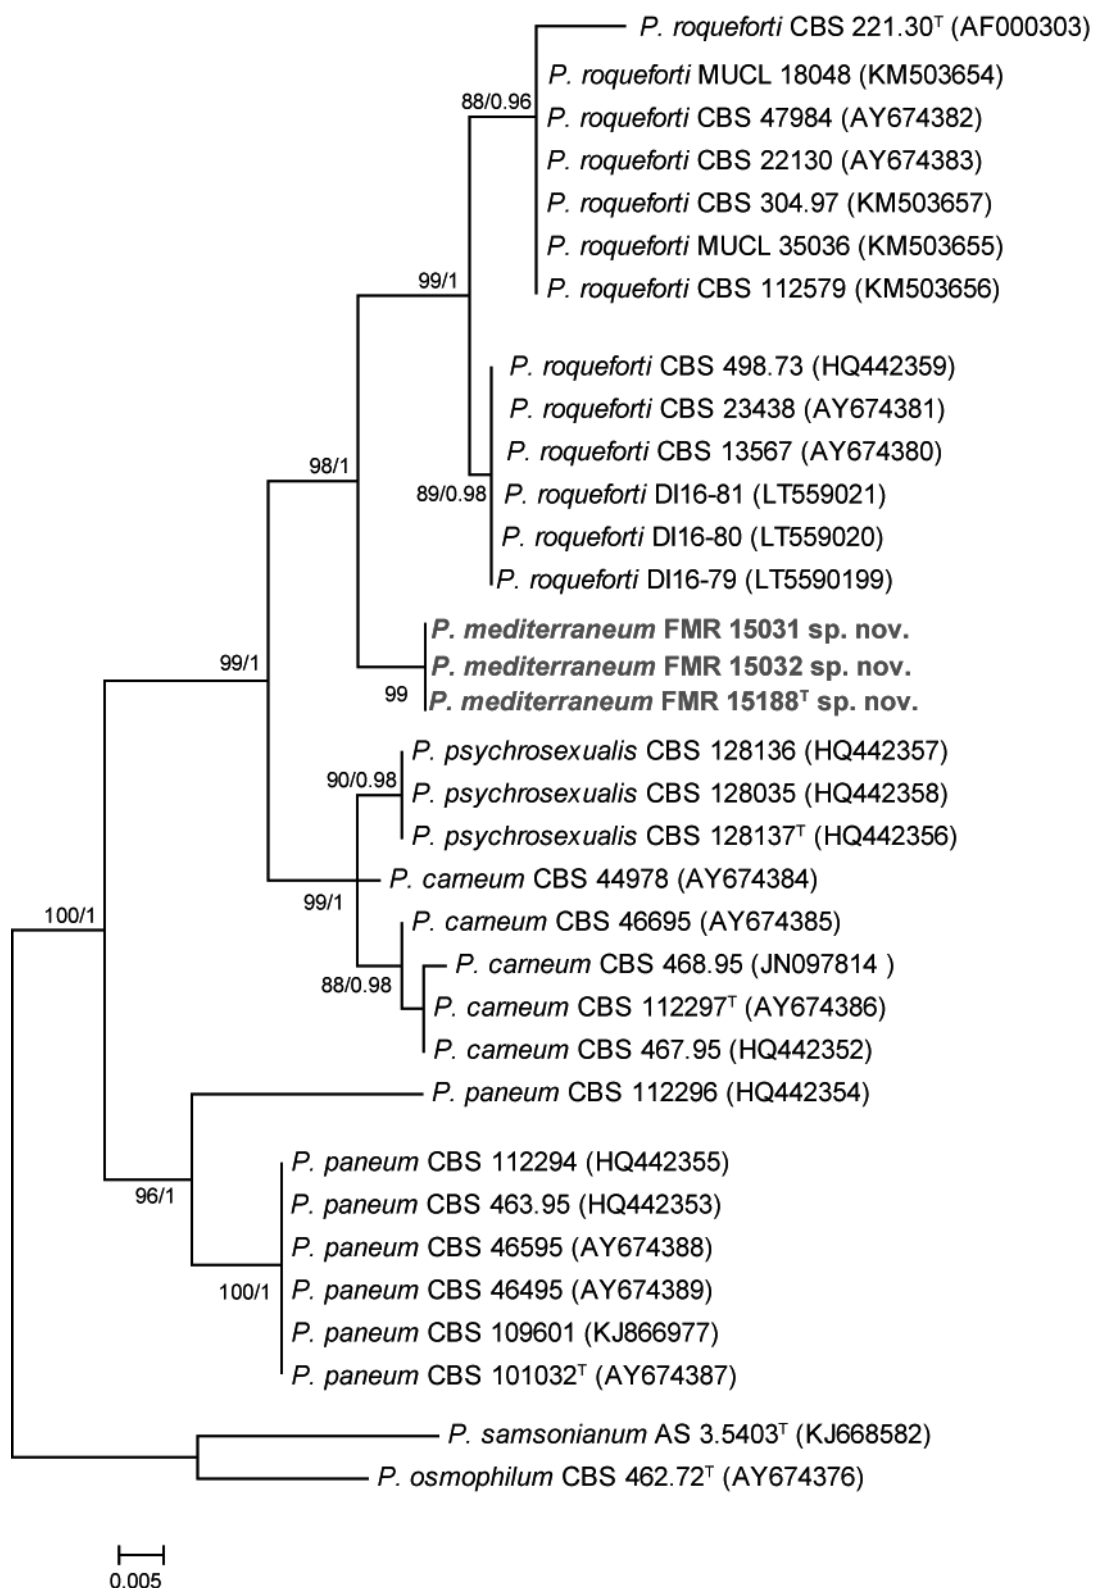 P. roqueforti CBS 221.30ᵀ (AF000303)
P. roqueforti MUCL 18048 (KM503654)
88/0.96
P. roqueforti CBS 47984 (AY674382)
P. roqueforti CBS 22130 (AY674383)
P. roqueforti CBS 304.97 (KM503657)
P. roqueforti MUCL 35036 (KM503655)
99/1
P. roqueforti CBS 112579 (KM503656)
P. roqueforti CBS 498.73 (HQ442359)
P. roqueforti CBS 23438 (AY674381)
P. roqueforti CBS 13567 (AY674380)
98/1
89/0.98
P. roqueforti DI16-81 (LT559021)
P. roqueforti DI16-80 (LT559020)
P. roqueforti DI16-79 (LT5590199)
P. mediterraneum FMR 15031 sp. nov.
99/1
P. mediterraneum FMR 15032 sp. nov.
99
P. mediterraneum FMR 15188ᵀ sp. nov.
P. psychrosexualis CBS 128136 (HQ442357)
90/0.98
P. psychrosexualis CBS 128035 (HQ442358)
P. psychrosexualis CBS 128137ᵀ (HQ442356)
P. carneum CBS 44978 (AY674384)
99/1
100/1
P. carneum CBS 46695 (AY674385)
P. carneum CBS 468.95 (JN097814 )
88/0.98
P. carneum CBS 112297ᵀ (AY674386)
P. carneum CBS 467.95 (HQ442352)
P. paneum CBS 112296 (HQ442354)
P. paneum CBS 112294 (HQ442355)
96/1
P. paneum CBS 463.95 (HQ442353)
P. paneum CBS 46595 (AY674388)
P. paneum CBS 46495 (AY674389)
100/1
P. paneum CBS 109601 (KJ866977)
P. paneum CBS 101032ᵀ (AY674387)
P. samsonianum AS 3.5403ᵀ (KJ668582)
P. osmophilum CBS 462.72ᵀ (AY674376)
0.005